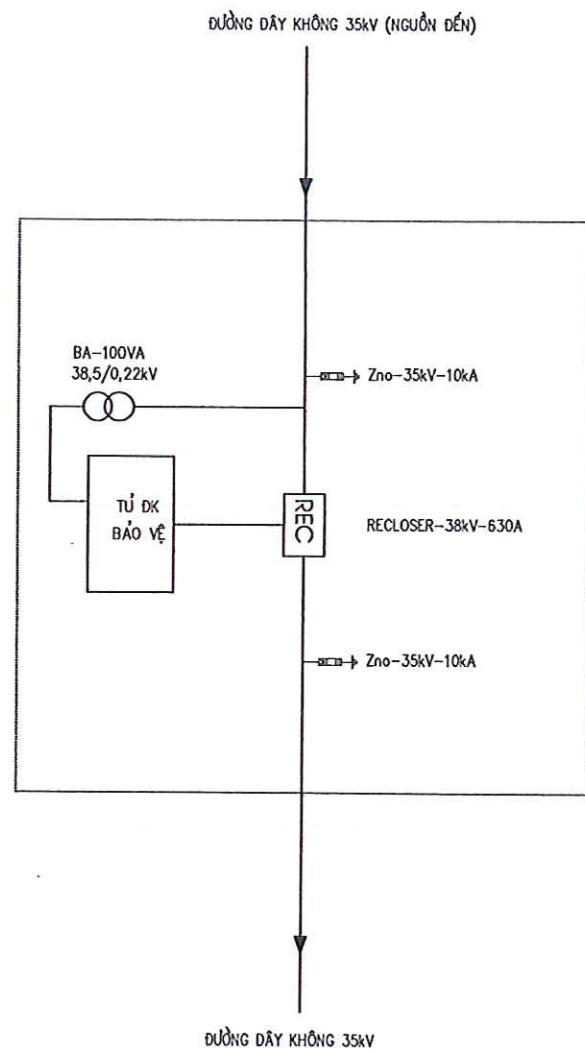 ĐƯỜNG DÂY KHÔNG 35kV (NGUỒN ĐẾN)
BA-100VA
38,5/0,22kV
Zno-35kV-10kA
TỦ ĐK
BẢO VỆ
REC
RECLOSER-38kV-630A
Zno-35kV-10kA
ĐƯỜNG DÂY KHÔNG 35kV